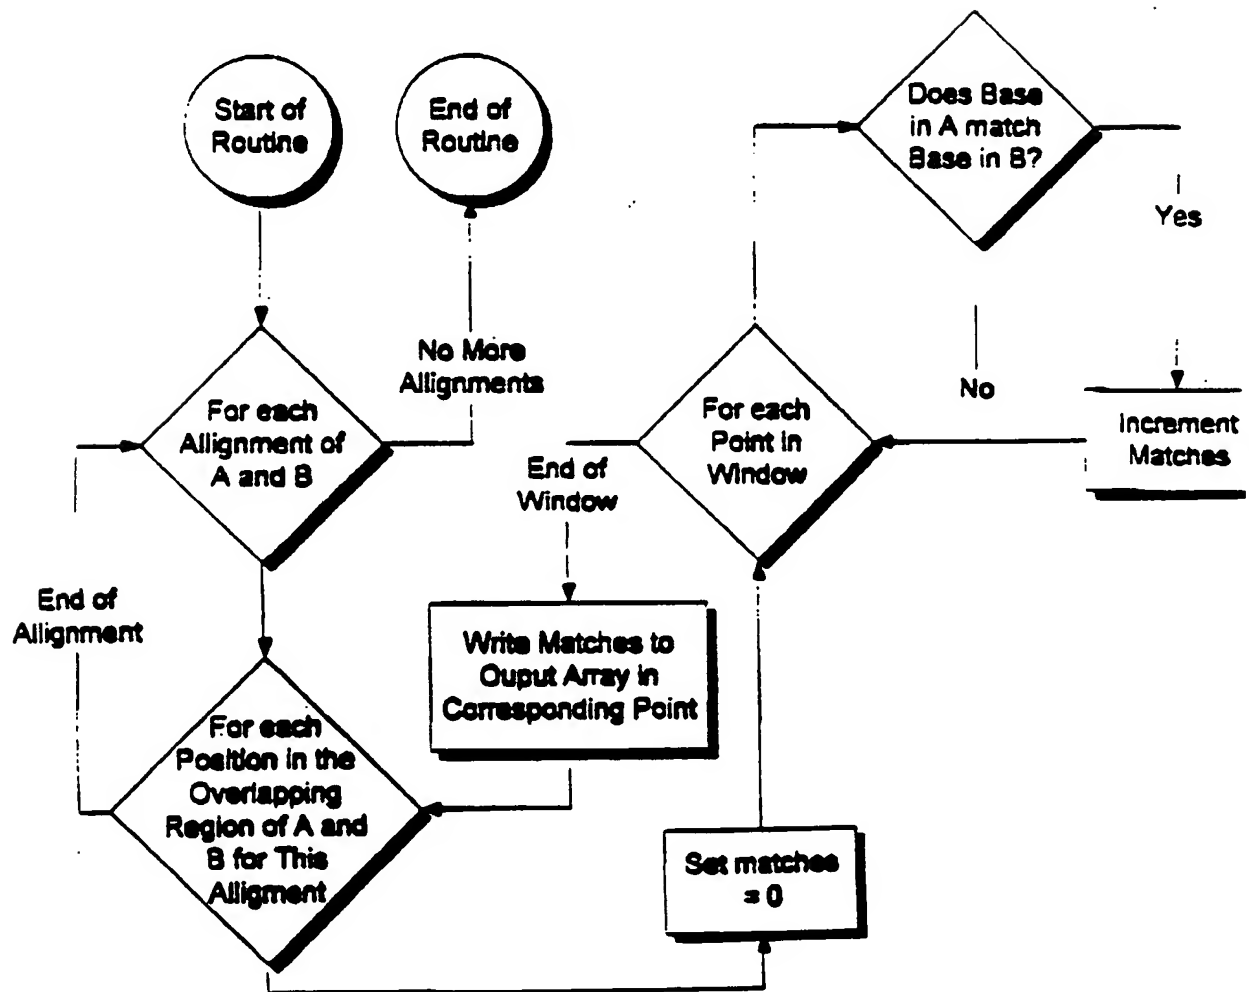 Start of
Routine
End of
Routine
Does Base
in A match
Base in B?
Yes
No More
Allignments
No
For each
Allignment of
A and B
For each
Point in
Window
Increment
Matches
End of
Window
End of
Allignment
Write Matches to
Ouput Array in
Corresponding Point
For each
Position in the
Overlapping
Region of A and
B for This
Alligment
Set matches
= 0